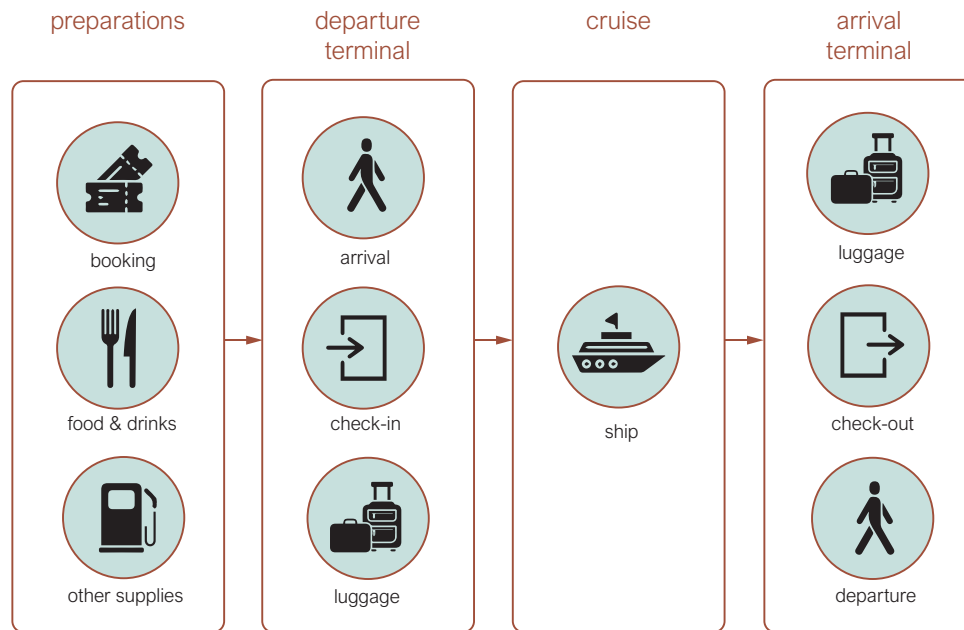 preparations
departure
terminal
cruise
arrival
terminal
booking
food & drinks
other supplies
arrival
check-in
luggage
ship
luggage
check-out
departure